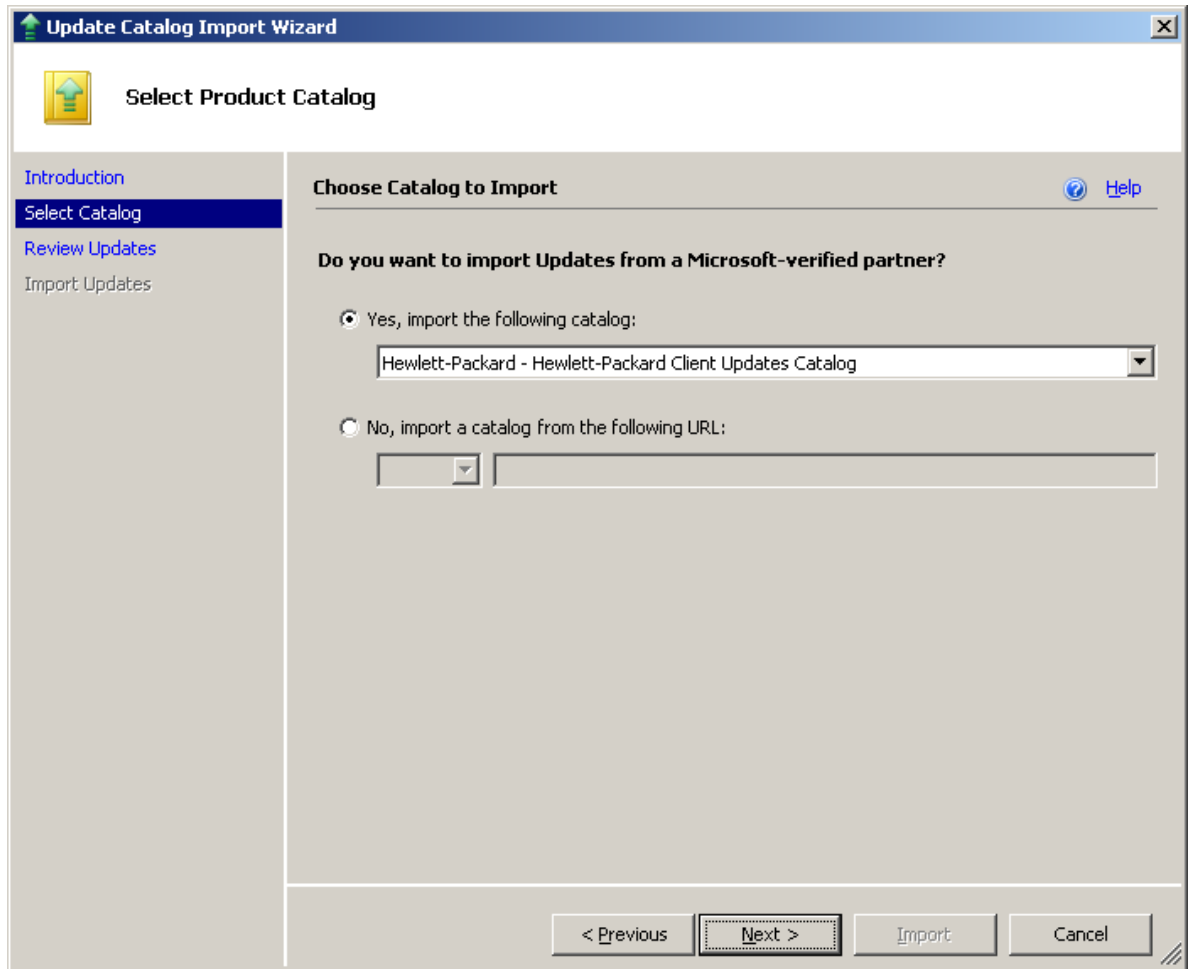 Update Catalog Import Wizard
Select Product Catalog
Introduction
Select Catalog
Review Updates
Import Updates
Choose Catalog to Import
Help
Do you want to import Updates from a Microsoft-verified partner?
Yes, import the following catalog:
Hewlett-Packard - Hewlett-Packard Client Updates Catalog
No, import a catalog from the following URL:
< Previous
Next >
Import
Cancel